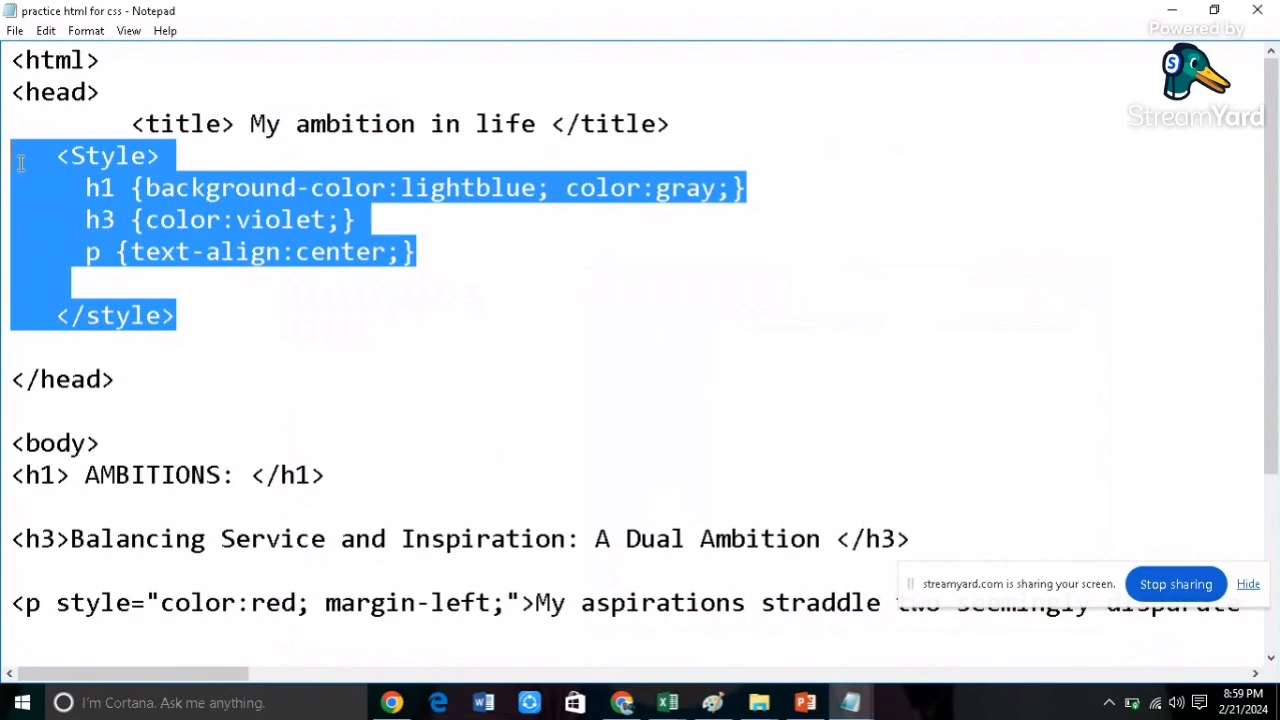 practice html for css - Notepad
File Edit Format View Help
Powered by
StreamYard
<html>
<head>
<title> My ambition in life </title>
<Style>
h1 {background-color:lightblue; color:gray;}
h3 {color:violet;}
p {text-align:center;}
</style>
</head>
<body>
<h1> AMBITIONS: </h1>
<h3>Balancing Service and Inspiration: A Dual Ambition </h3>
<p style="color:red; margin-left;">My aspirations straddle two seemingly disparate
streamyard.com is sharing your screen. Stop sharing Hide
I'm Cortana. Ask me anything.
8:59 PM
2/21/2024